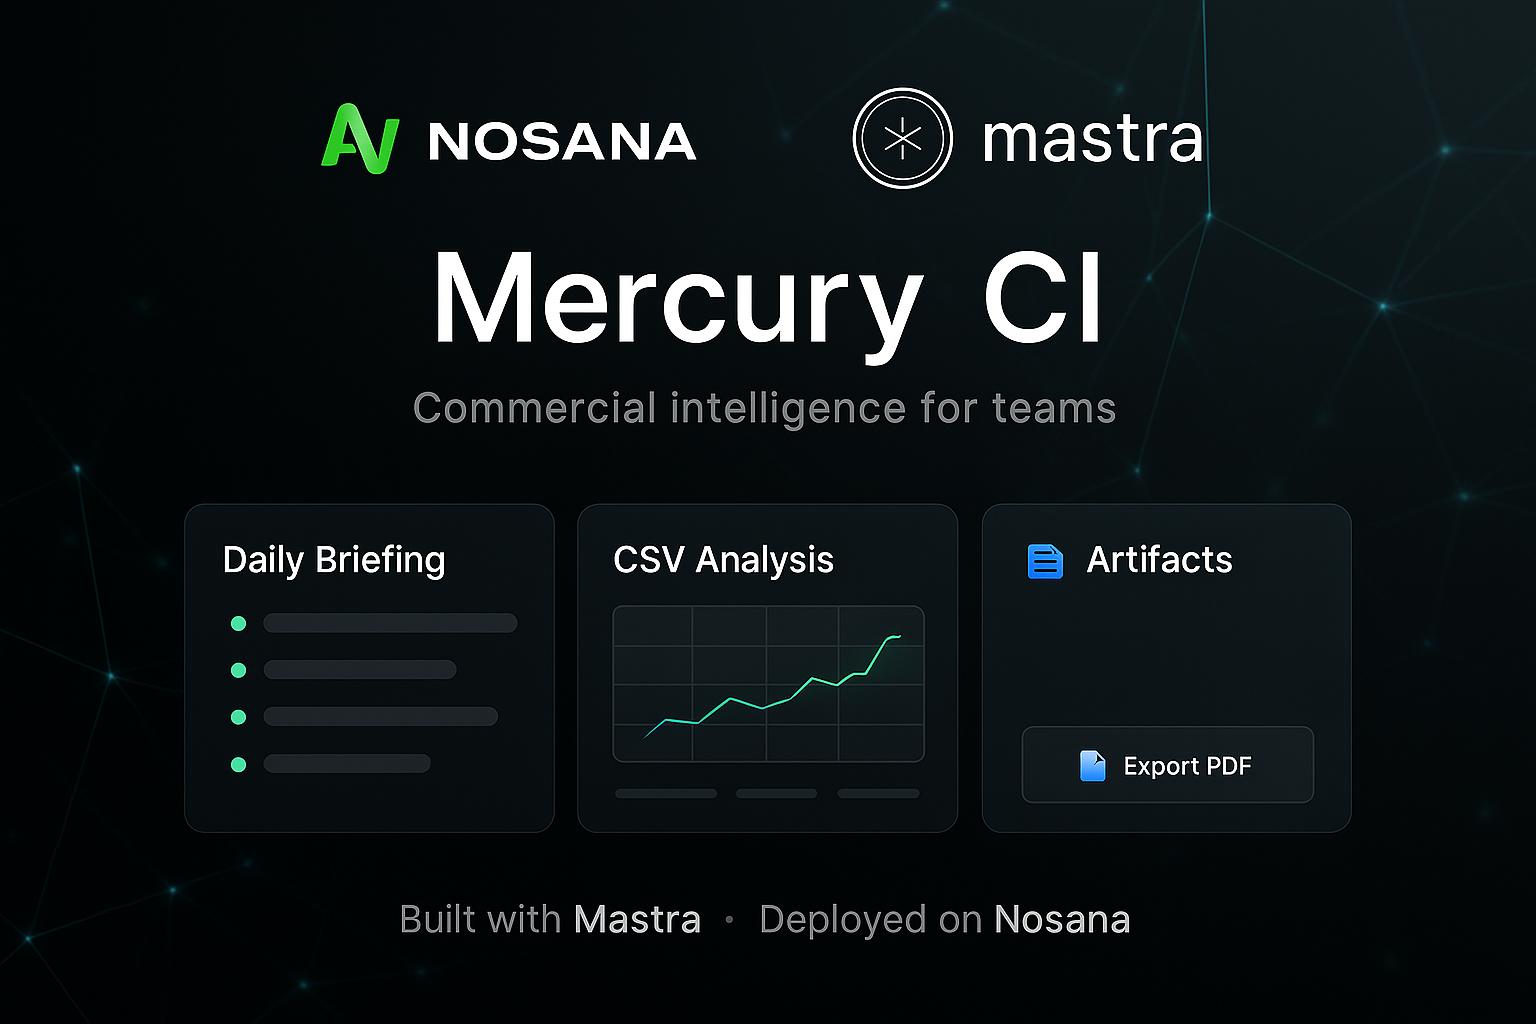 NOSANA
mastra
Mercury CI
Commercial intelligence for teams
Daily Briefing
CSV Analysis
Artifacts
Export PDF
Built with Mastra • Deployed on Nosana